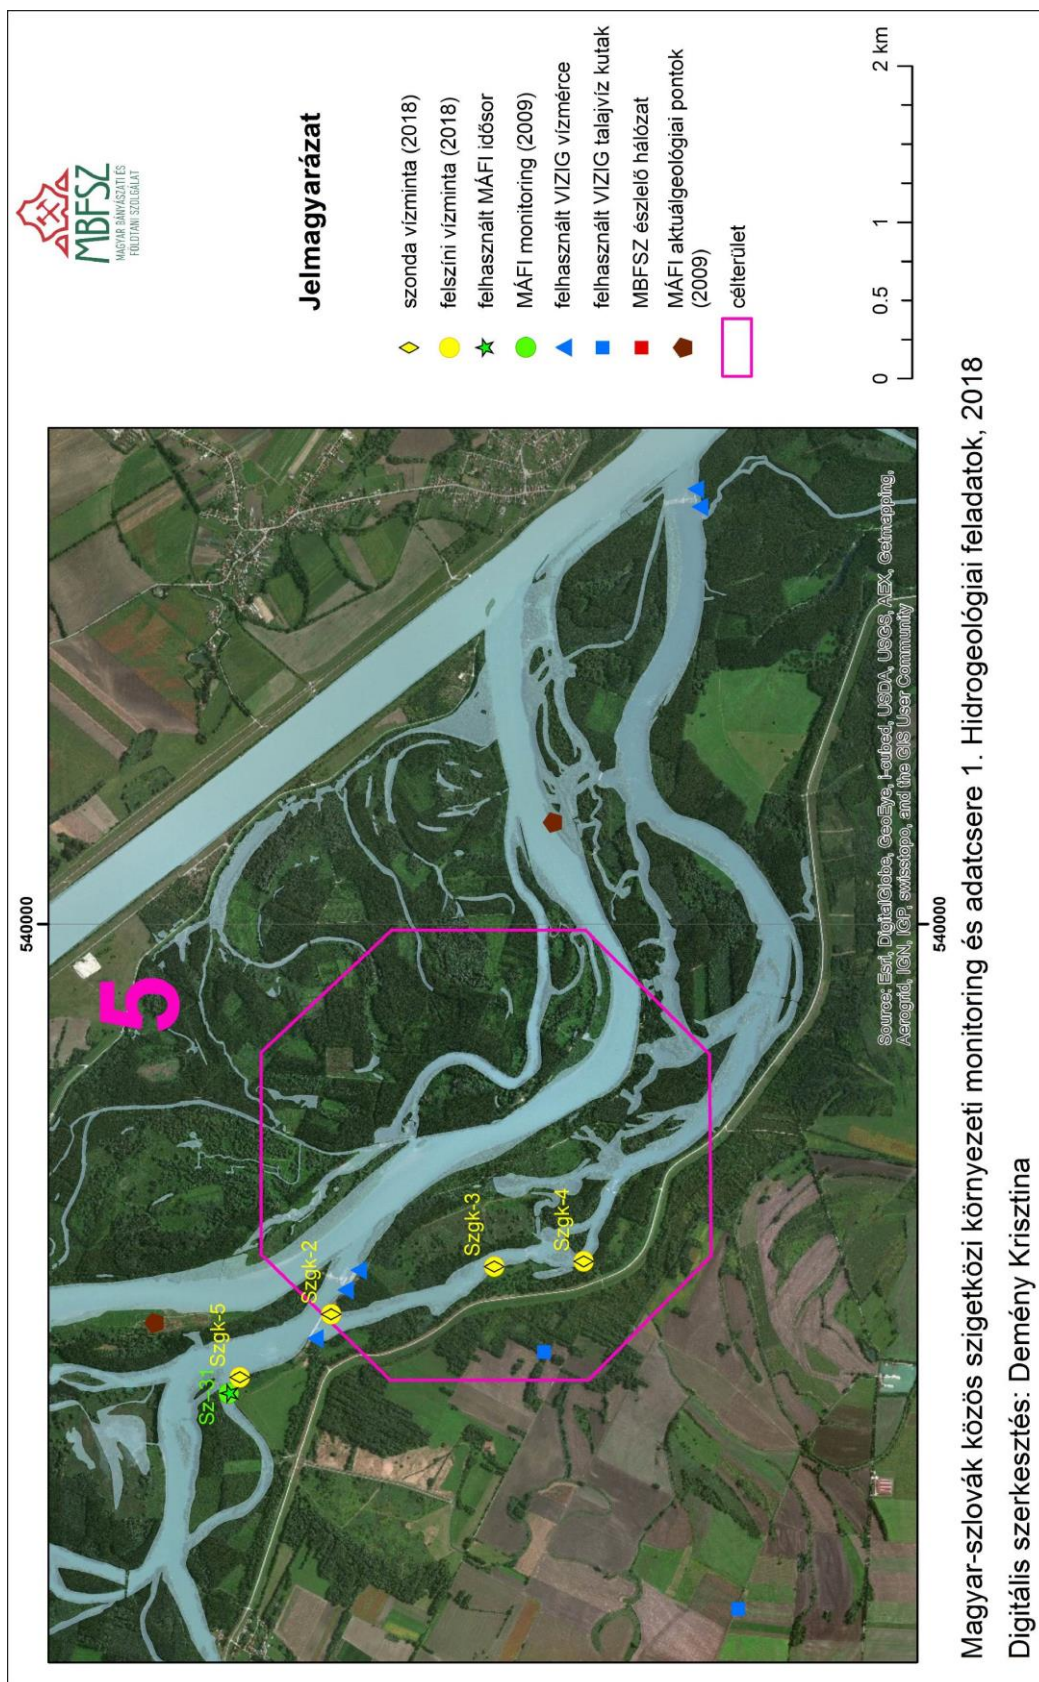 MBFSZ
MAGYAR BÁNYÁSZATI ÉS
FÖLDTANI SZOLGÁLAT
Jelmagyarázat
szonda vízminta (2018)
felszíni vízminta (2018)
felhasznált MÁFI idősor
MÁFI monitoring (2009)
felhasznált VIZIG vízmérce
felhasznált VIZIG talajvíz kutak
MBFSZ észlelő hálózat
MÁFI aktuálgeológiai pontok
(2009)
célterület
0 0.5 1 2 km
540000
5
Sz-31
Szgk-5
Szgk-2
Szgk-3
Szgk-4
Source: Esri, DigitalGlobe, GeoEye, i-cubed, USDA, USGS, AEX, Getmapping,
Aerogrid, IGN, IGP, swisstopo, and the GIS User Community
540000
Magyar-szlovák közös szigetközi környezeti monitoring és adatcsere 1. Hidrogeológiai feladatok, 2018
Digitális szerkesztés: Demény Krisztina